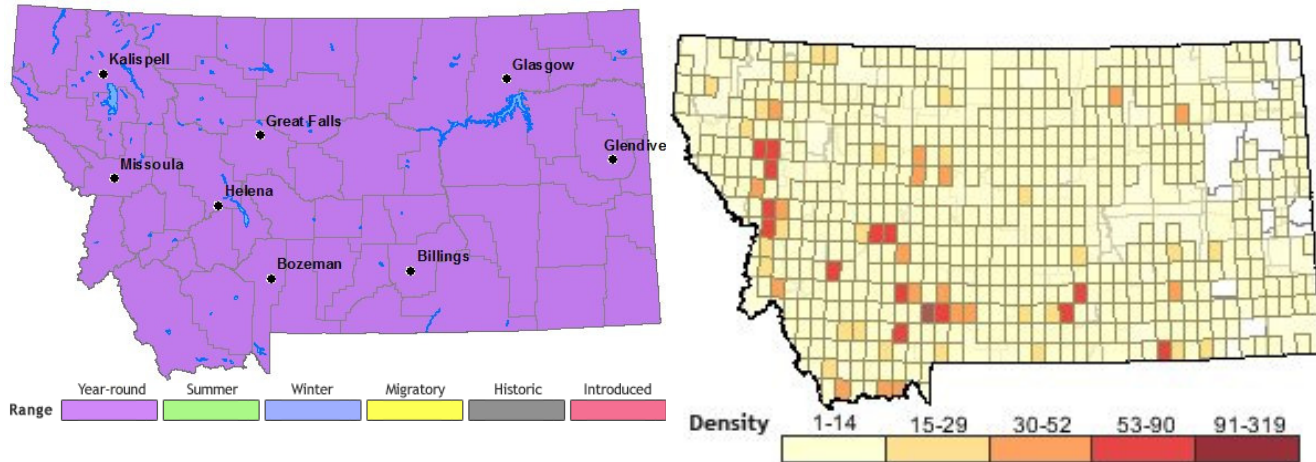 Kalispell
Glasgow
Great Falls
Glendive
Missoula
Helena
Bozeman
Billings
Year-round Summer Winter Migratory Historic Introduced
Range
Density 1-14 15-29 30-52 53-90 91-319